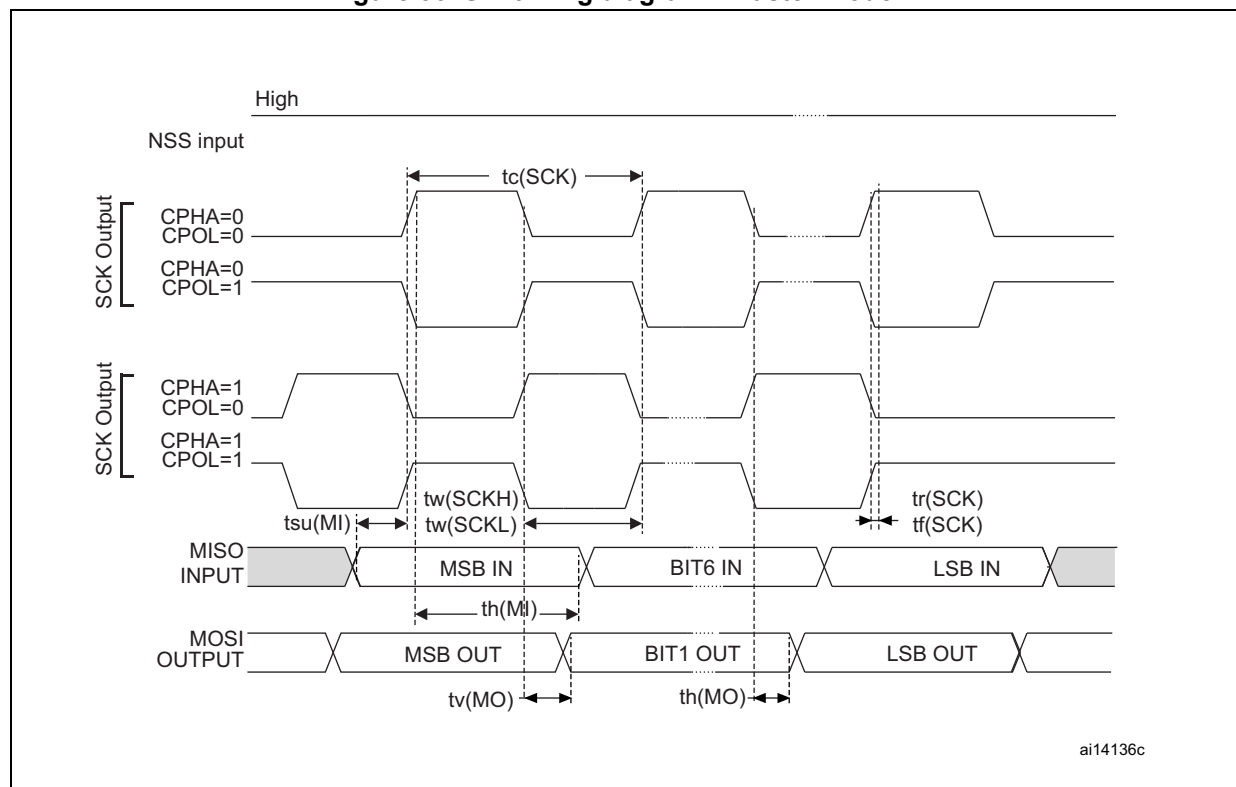 High
NSS input
tc(SCK)
SCK Output
CPHA=0
CPOL=0
CPHA=0
CPOL=1
SCK Output
CPHA=1
CPOL=0
CPHA=1
CPOL=1
tw(SCKH)
tw(SCKL)
tr(SCK)
tf(SCK)
tsu(MI)
MISO
INPUT
MSB IN
BIT6 IN
LSB IN
th(MI)
MOSI
OUTPUT
MSB OUT
BIT1 OUT
LSB OUT
tv(MO)
th(MO)
ai14136c